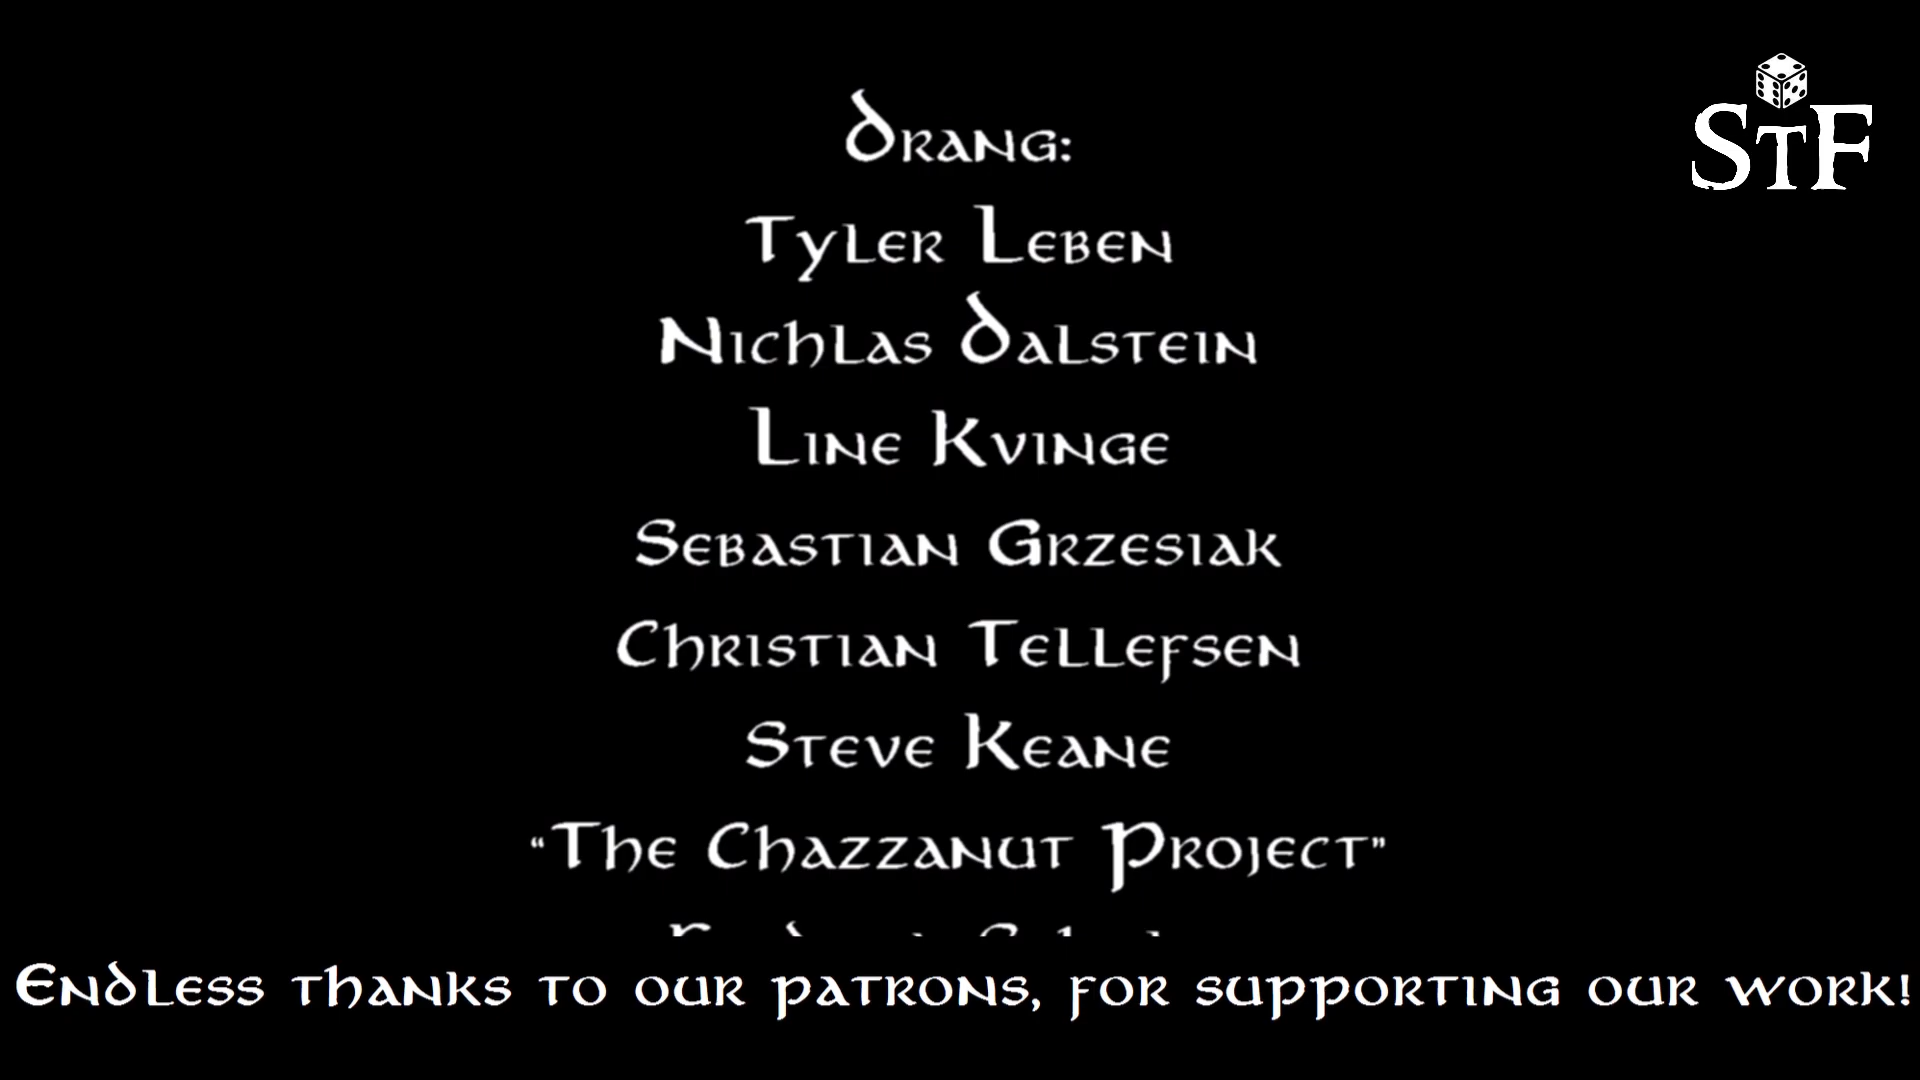 StF
Drang:
Tyler Leben
Nichlas Dalstein
Line Kvinge
Sebastian Grzesiak
Christian Tellefsen
Steve Keane
“The Chazzanut Project”
Endless thanks to our patrons, for supporting our work!